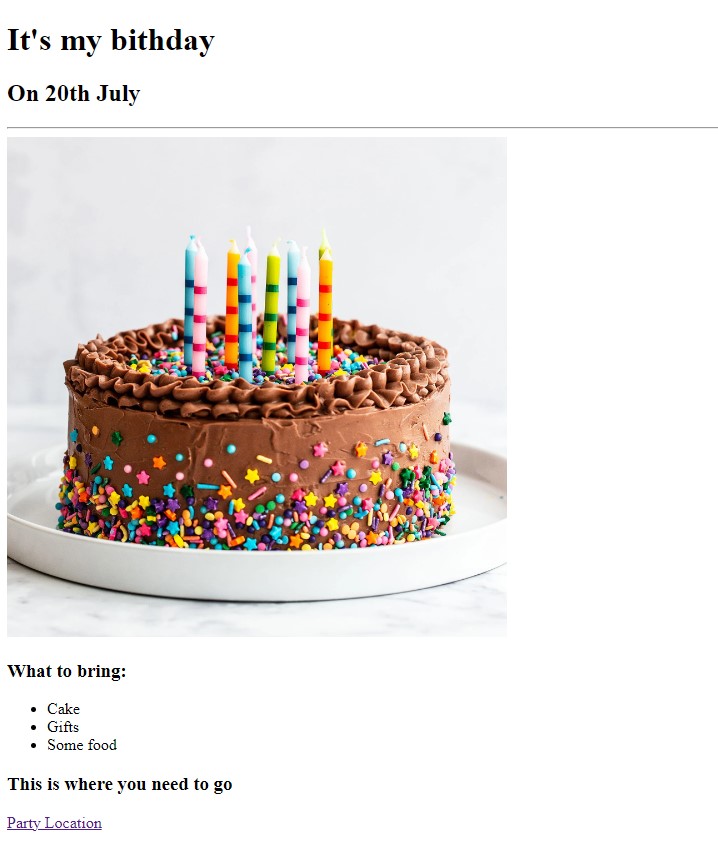 It's my bithday
On 20th July
What to bring:
Cake
Gifts
Some food
This is where you need to go
Party Location